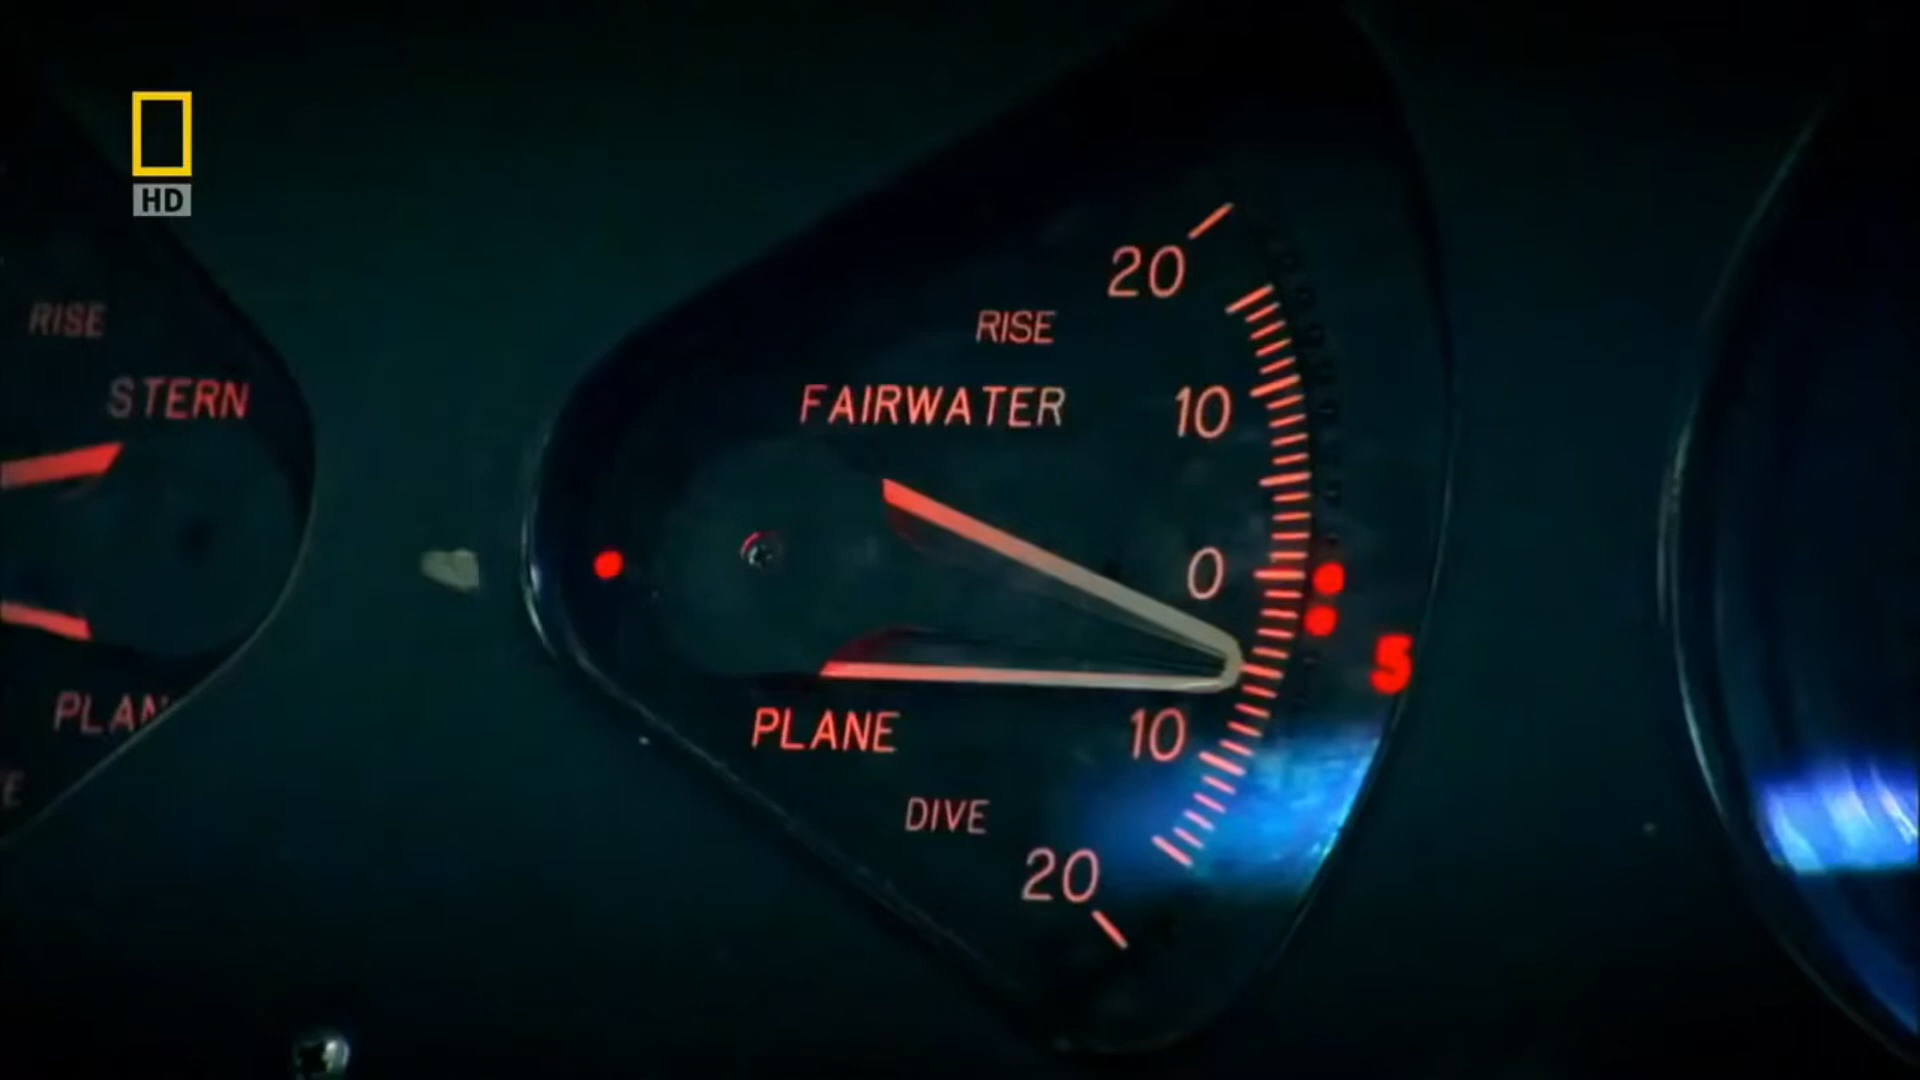 HD
RISE
STERN
PLAN
E
20
RISE
FAIRWATER
10
0
5
PLANE
10
DIVE
20